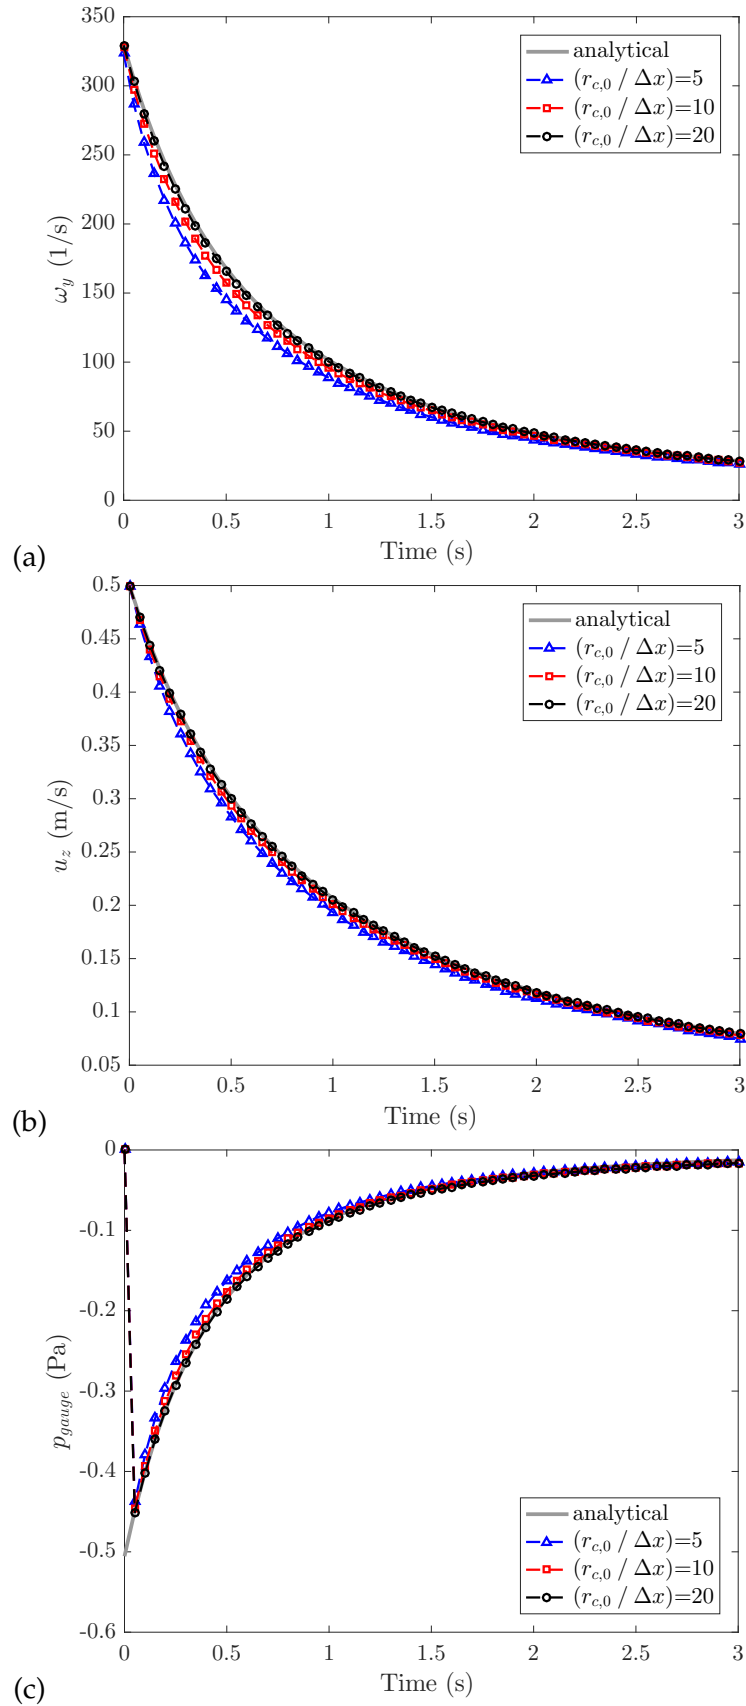 350
300
250
200
150
100
50
0
ω_y (1/s)
analytical
(r_{c,0} / Δx)=5
(r_{c,0} / Δx)=10
(r_{c,0} / Δx)=20
0 0.5 1 1.5 2 2.5 3
Time (s)
(a)
0.5
0.45
0.4
0.35
0.3
0.25
0.2
0.15
0.1
0.05
u_z (m/s)
analytical
(r_{c,0} / Δx)=5
(r_{c,0} / Δx)=10
(r_{c,0} / Δx)=20
0 0.5 1 1.5 2 2.5 3
Time (s)
(b)
0
-0.1
-0.2
-0.3
-0.4
-0.5
-0.6
p_{gauge} (Pa)
analytical
(r_{c,0} / Δx)=5
(r_{c,0} / Δx)=10
(r_{c,0} / Δx)=20
0 0.5 1 1.5 2 2.5 3
Time (s)
(c)